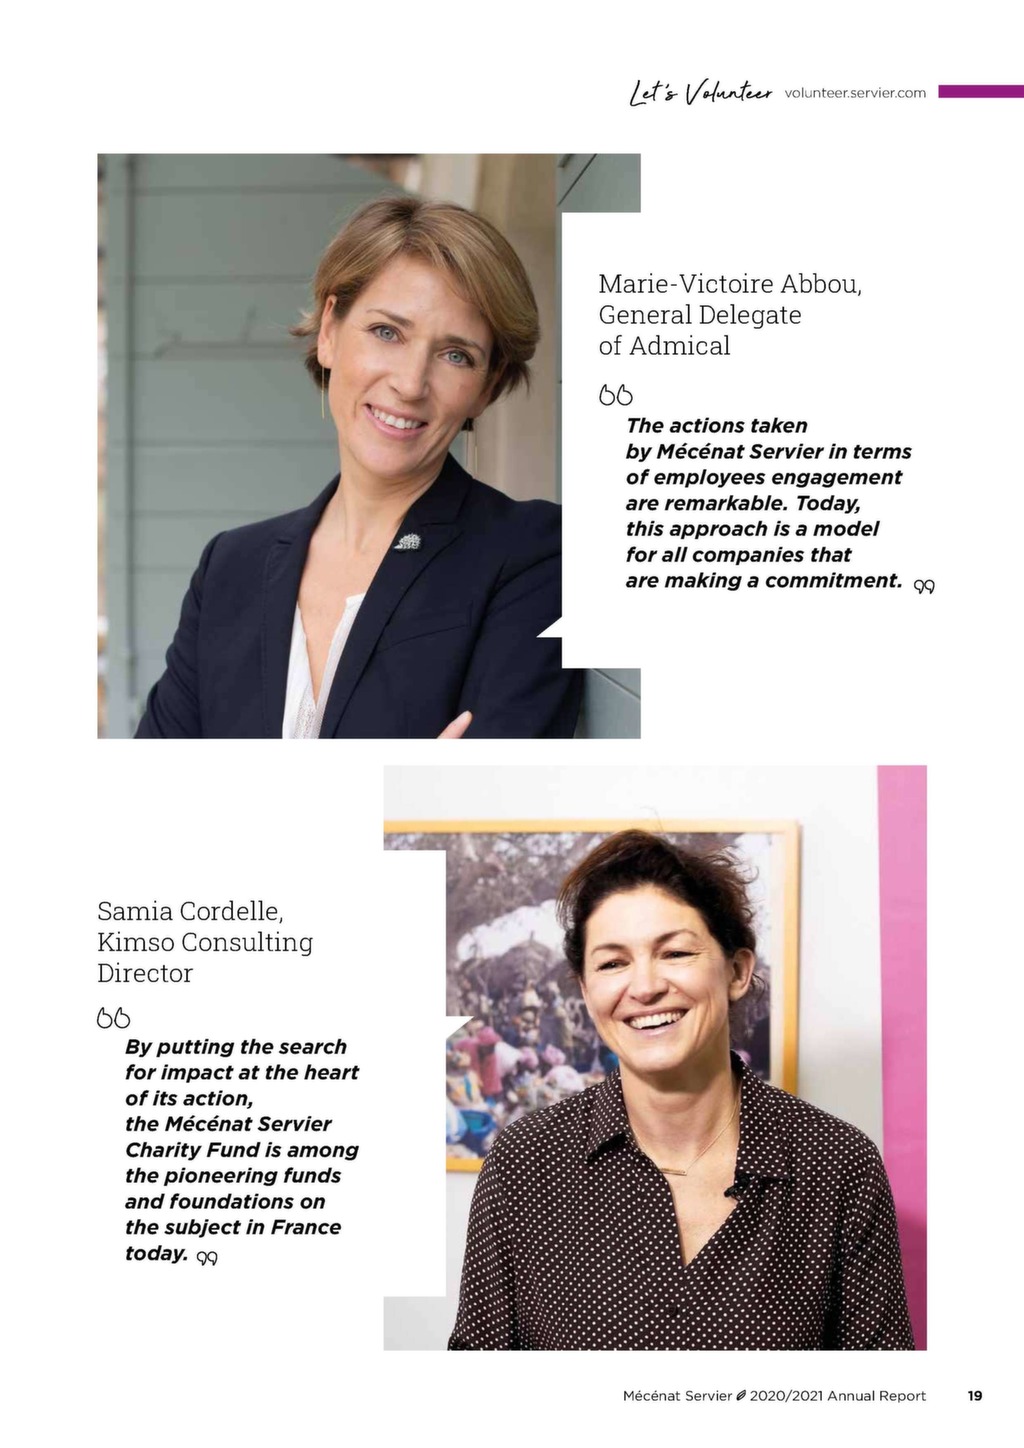 Let's Volunteer volunteer.servier.com
Marie-Victoire Abbou,
General Delegate
of Admical
The actions taken
by Mécénat Servier in terms
of employees engagement
are remarkable. Today,
this approach is a model
for all companies that
are making a commitment.
Samia Cordelle,
Kimso Consulting
Director
By putting the search
for impact at the heart
of its action,
the Mécénat Servier
Charity Fund is among
the pioneering funds
and foundations on
the subject in France
today.
Mécénat Servier 2020/2021 Annual Report 19